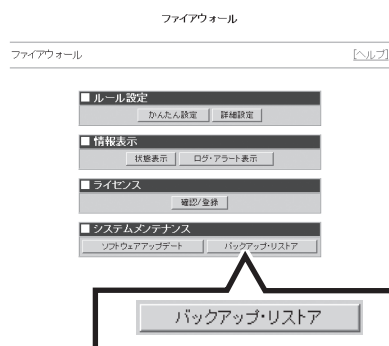 ファイアウォール
ファイアウォール [ヘルプ]
■ ルール設定
かんたん設定 詳細設定
■ 情報表示
状態表示 ログ・アラート表示
■ ライセンス
確認/登録
■ システムメンテナンス
ソフトウェアアップデート バックアップ・リストア
バックアップ・リストア